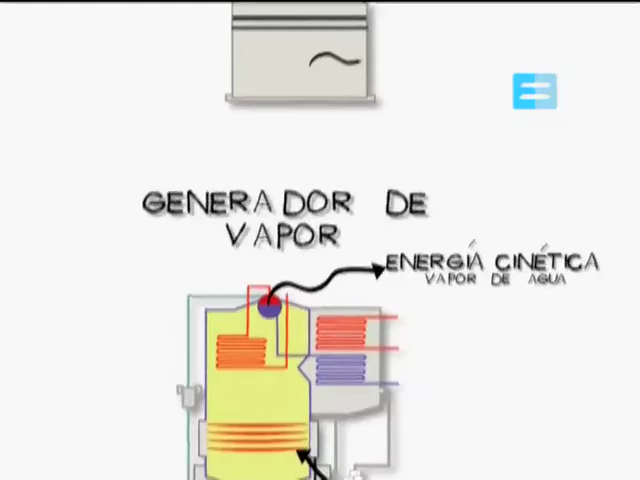 GENERADOR DE
VAPOR
ENERGÍA CINÉTICA
VAPOR DE AGUA